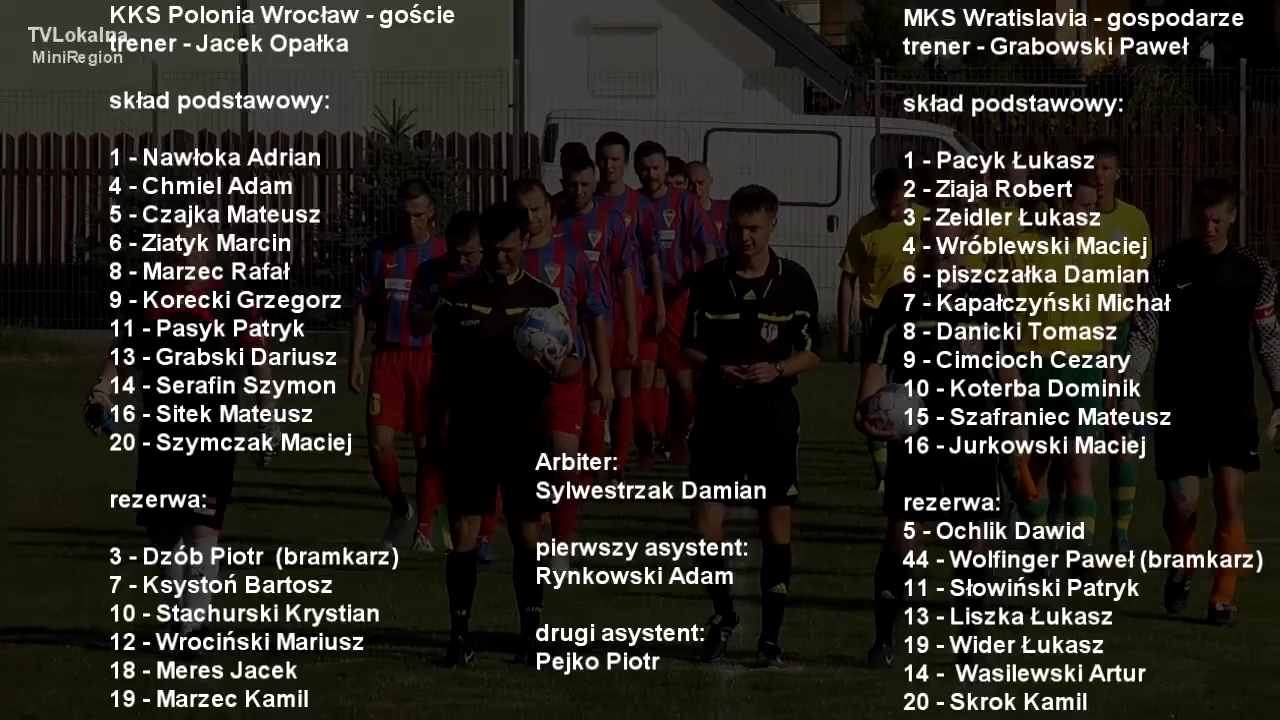 TVLokalna
MiniRegion
KKS Polonia Wrocław - goście
trener - Jacek Opałka
skład podstawowy:
1 - Nawłoka Adrian
4 - Chmiel Adam
5 - Czajka Mateusz
6 - Ziatyk Marcin
8 - Marzec Rafał
9 - Korecki Grzegorz
11 - Pasyk Patryk
13 - Grabski Dariusz
14 - Serafin Szymon
16 - Sitek Mateusz
20 - Szymczak Maciej
rezerwa:
3 - Dzób Piotr (bramkarz)
7 - Ksystoń Bartosz
10 - Stachurski Krystian
12 - Wrociński Mariusz
18 - Meres Jacek
19 - Marzec Kamil
Arbiter:
Sylwestrzak Damian
pierwszy asystent:
Rynkowski Adam
drugi asystent:
Pejko Piotr
MKS Wratislavia - gospodarze
trener - Grabowski Paweł
skład podstawowy:
1 - Pacyk Łukasz
2 - Ziaja Robert
3 - Zeidler Łukasz
4 - Wróblewski Maciej
6 - piszczałka Damian
7 - Kapałczyński Michał
8 - Danicki Tomasz
9 - Cimcioch Cezary
10 - Koterba Dominik
15 - Szafraniec Mateusz
16 - Jurkowski Maciej
rezerwa:
5 - Ochlik Dawid
44 - Wolfinger Paweł (bramkarz)
11 - Słowiński Patryk
13 - Liszka Łukasz
19 - Wider Łukasz
14 - Wasilewski Artur
20 - Skrok Kamil